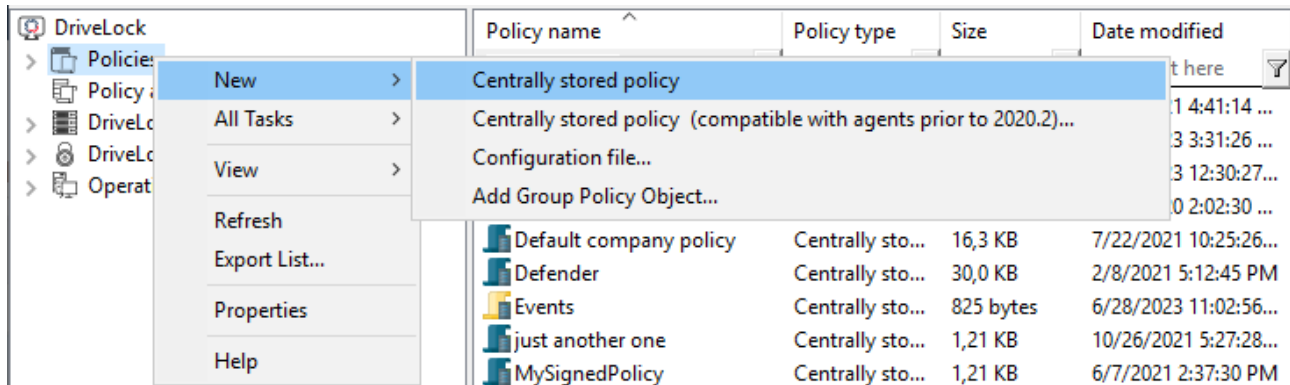 DriveLock
Policy name Policy type Size Date modified
Policies
t here
New
Centrally stored policy
Policy
1 4:41:14 ...
All Tasks
Centrally stored policy (compatible with agents prior to 2020.2)...
3 3:31:26 ...
Configuration file...
3 12:30:27...
View
Add Group Policy Object...
0 2:02:30 ...
Refresh
Default company policy Centrally sto... 16,3 KB 7/22/2021 10:25:26...
Export List...
Defender Centrally sto... 30,0 KB 2/8/2021 5:12:45 PM
Properties
Events Centrally sto... 825 bytes 6/28/2023 11:02:56...
just another one Centrally sto... 1,21 KB 10/26/2021 5:27:28...
Help
MySignedPolicy Centrally sto... 1,21 KB 6/7/2021 2:37:30 PM